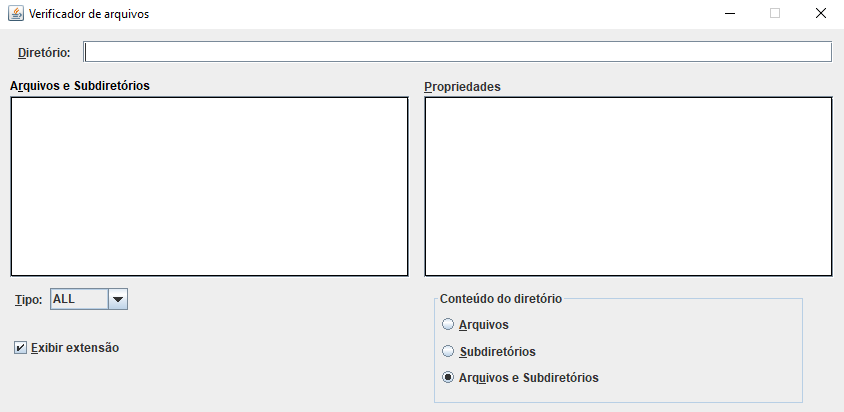 Verificador de arquivos
Diretório:
Arquivos e Subdiretórios
Propriedades
Tipo:
ALL
Exibir extensão
Conteúdo do diretório
Arquivos
Subdiretórios
Arquivos e Subdiretórios